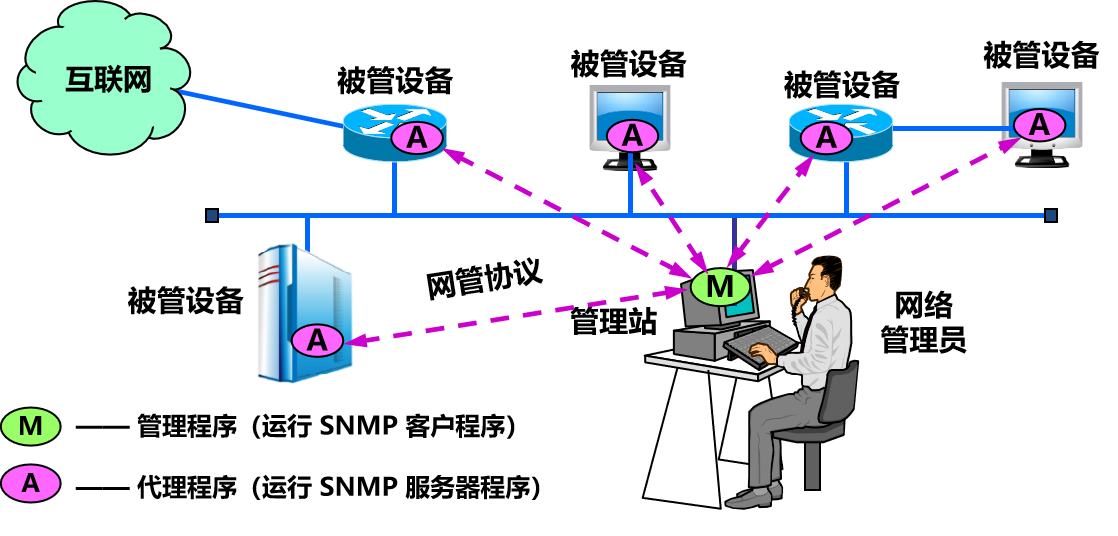 互联网
被管设备
A
被管设备
A
被管设备
A
被管设备
A
被管设备
A
网管协议
管理站
M
网络
管理员
M —— 管理程序（运行 SNMP 客户程序）
A —— 代理程序（运行 SNMP 服务器程序）